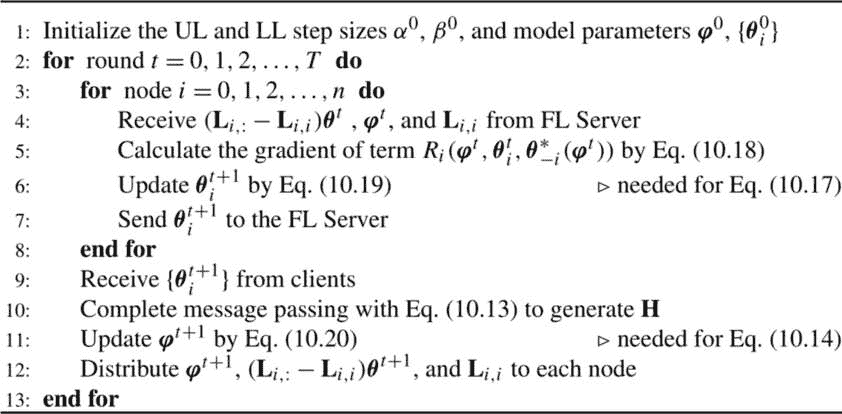 1: Initialize the UL and LL step sizes α⁰, β⁰, and model parameters φ⁰, {θᵢ⁰}
2: for round t = 0, 1, 2, . . . , T do
3: for node i = 0, 1, 2, . . . , n do
4: Receive (Lᵢ,: − Lᵢ,ᵢ)θᵗ , φᵗ, and Lᵢ,ᵢ from FL Server
5: Calculate the gradient of term Rᵢ(φᵗ, θᵢᵗ, θ₋ᵢ*(φᵗ)) by Eq. (10.18)
6: Update θᵢᵗ⁺¹ by Eq. (10.19) ▷ needed for Eq. (10.17)
7: Send θᵢᵗ⁺¹ to the FL Server
8: end for
9: Receive {θᵢᵗ⁺¹} from clients
10: Complete message passing with Eq. (10.13) to generate H
11: Update φᵗ⁺¹ by Eq. (10.20) ▷ needed for Eq. (10.14)
12: Distribute φᵗ⁺¹, (Lᵢ,: − Lᵢ,ᵢ)θᵗ⁺¹, and Lᵢ,ᵢ to each node
13: end for